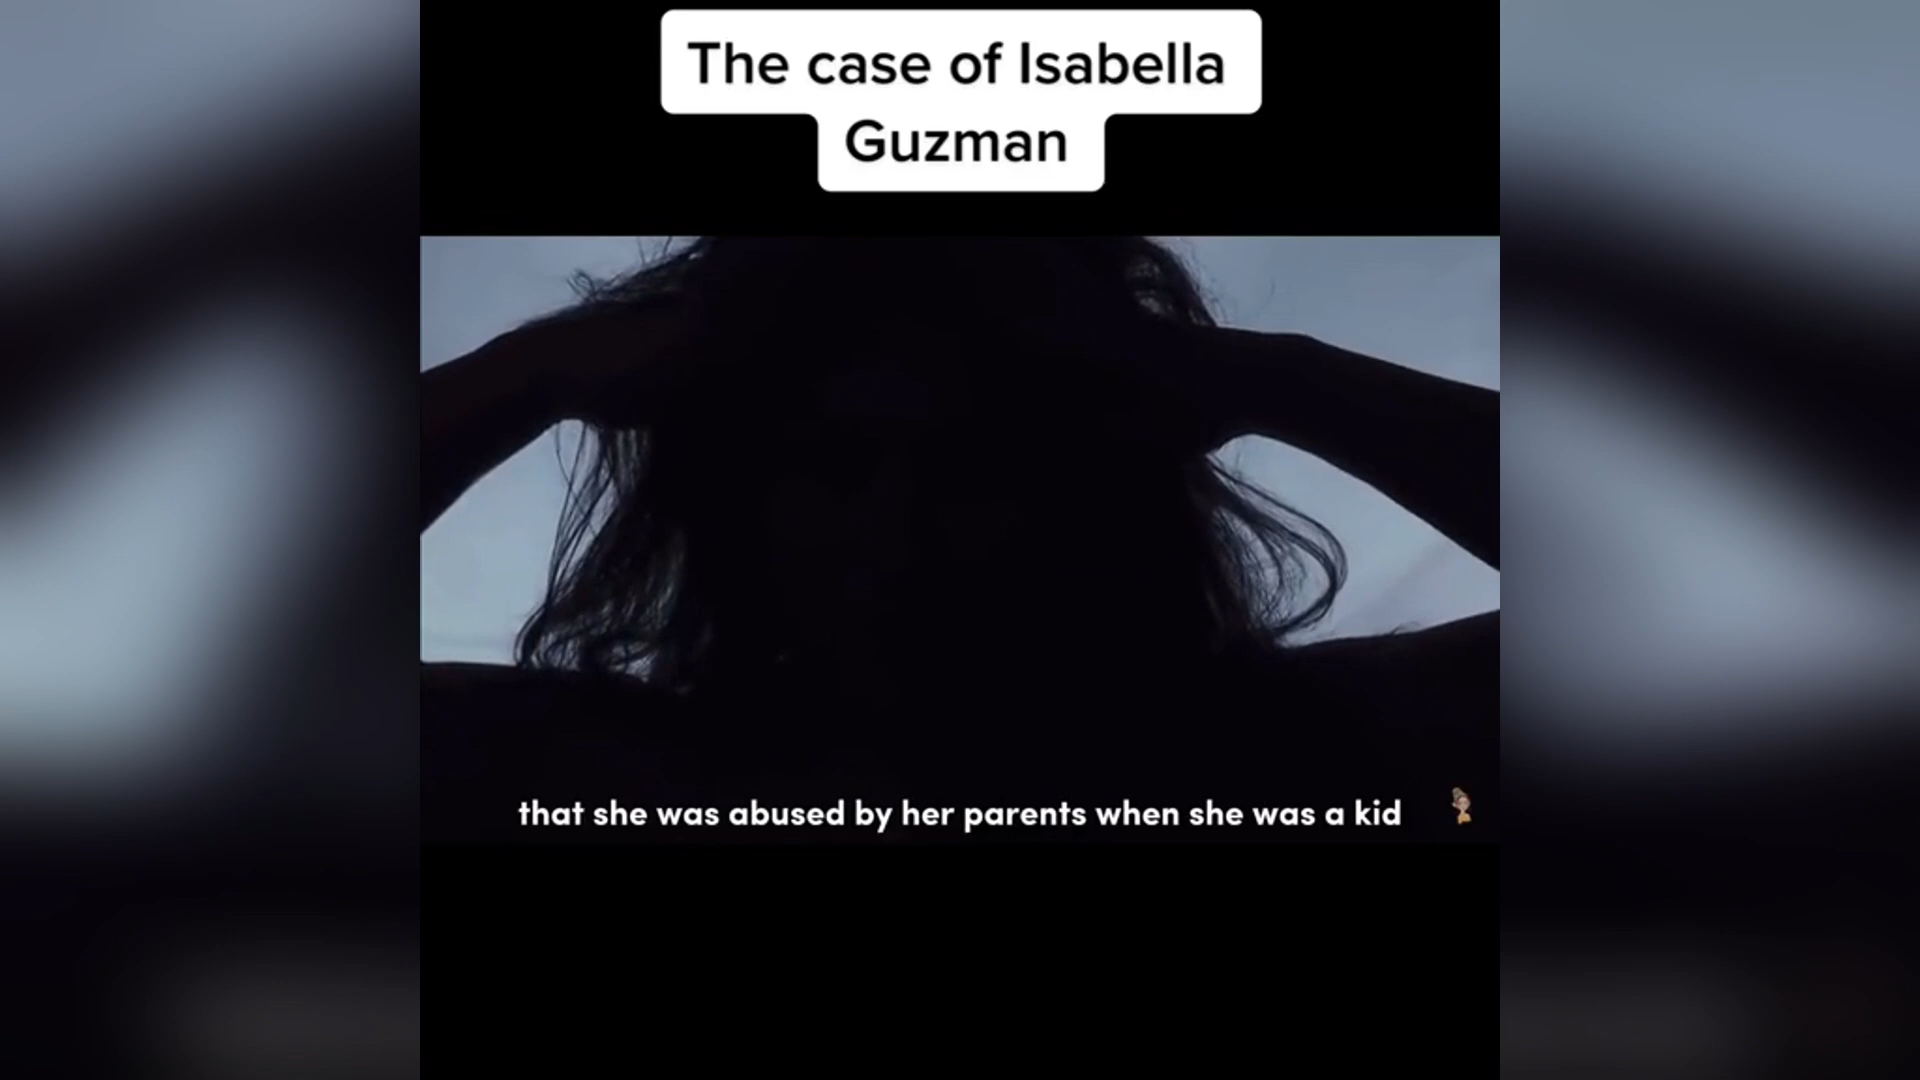 The case of Isabella
Guzman
that she was abused by her parents when she was a kid